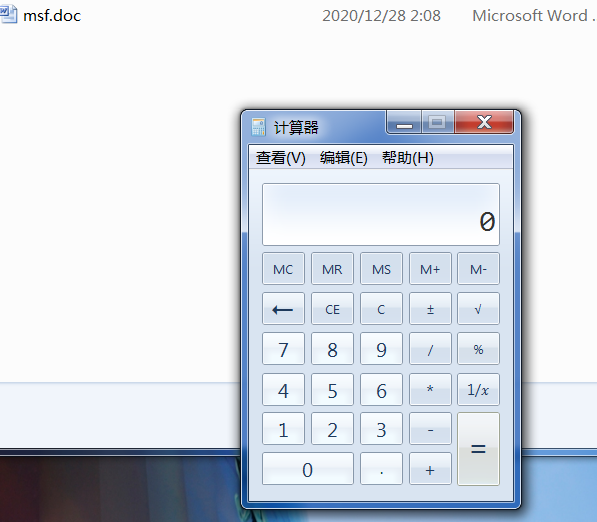 msf.doc 2020/12/28 2:08 Microsoft Word .
计算器
查看(V) 编辑(E) 帮助(H)
0
MC MR MS M+ M-
← CE C ± √
7 8 9 / %
4 5 6 * 1/x
1 2 3 - =
0 . +